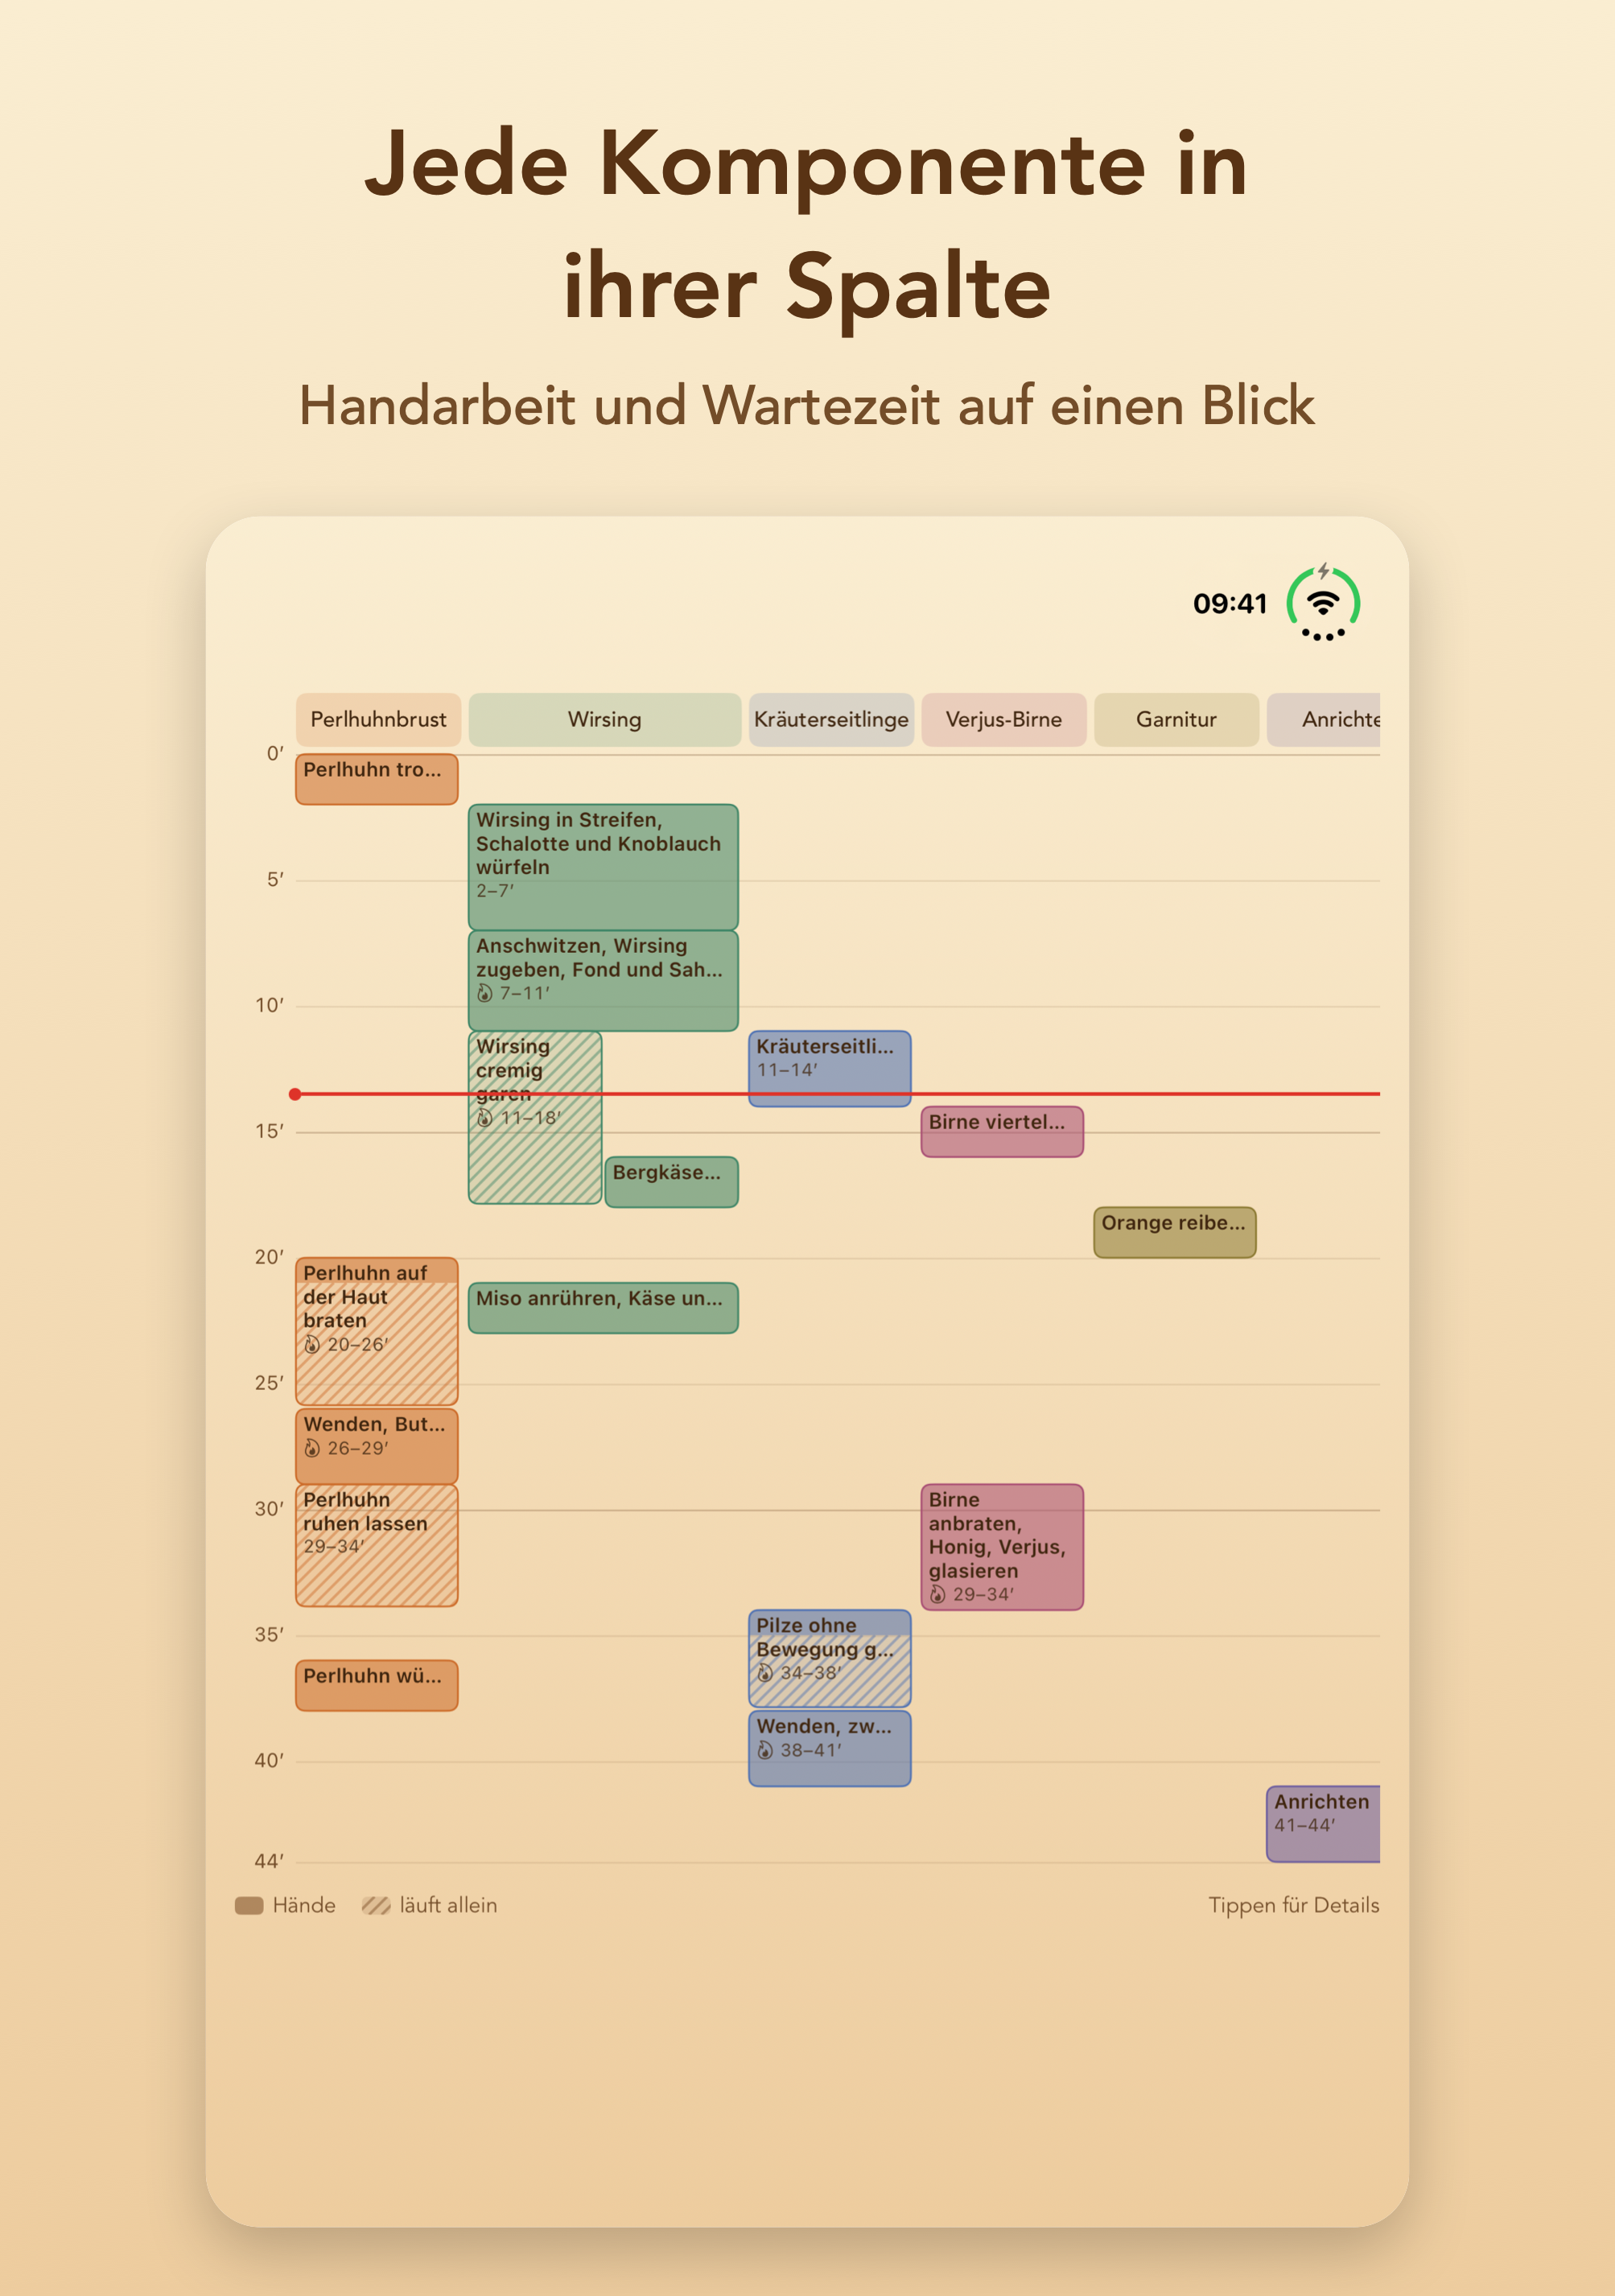 Jede Komponente in
ihrer Spalte
Handarbeit und Wartezeit auf einen Blick
09:41
Perlhuhnbrust
Wirsing
Kräuterseitlinge
Verjus-Birne
Garnitur
Anrichte
0′
Perlhuhn tro...
Wirsing in Streifen,
Schalotte und Knoblauch
würfeln
2–7′
5′
Anschwitzen, Wirsing
zugeben, Fond und Sah...
7–11′
10′
Wirsing
cremig
garen
11–18′
Kräuterseitli...
11–14′
Birne viertel...
15′
Bergkäse...
Orange reibe...
20′
Perlhuhn auf
der Haut
braten
20–26′
Miso anrühren, Käse un...
25′
Wenden, But...
26–29′
Perlhuhn
ruhen lassen
29–34′
30′
Birne
anbraten,
Honig, Verjus,
glasieren
29–34′
Pilze ohne
Bewegung g...
34–38′
35′
Perlhuhn wü...
Wenden, zw...
38–41′
40′
Anrichten
41–44′
44′
Hände
läuft allein
Tippen für Details